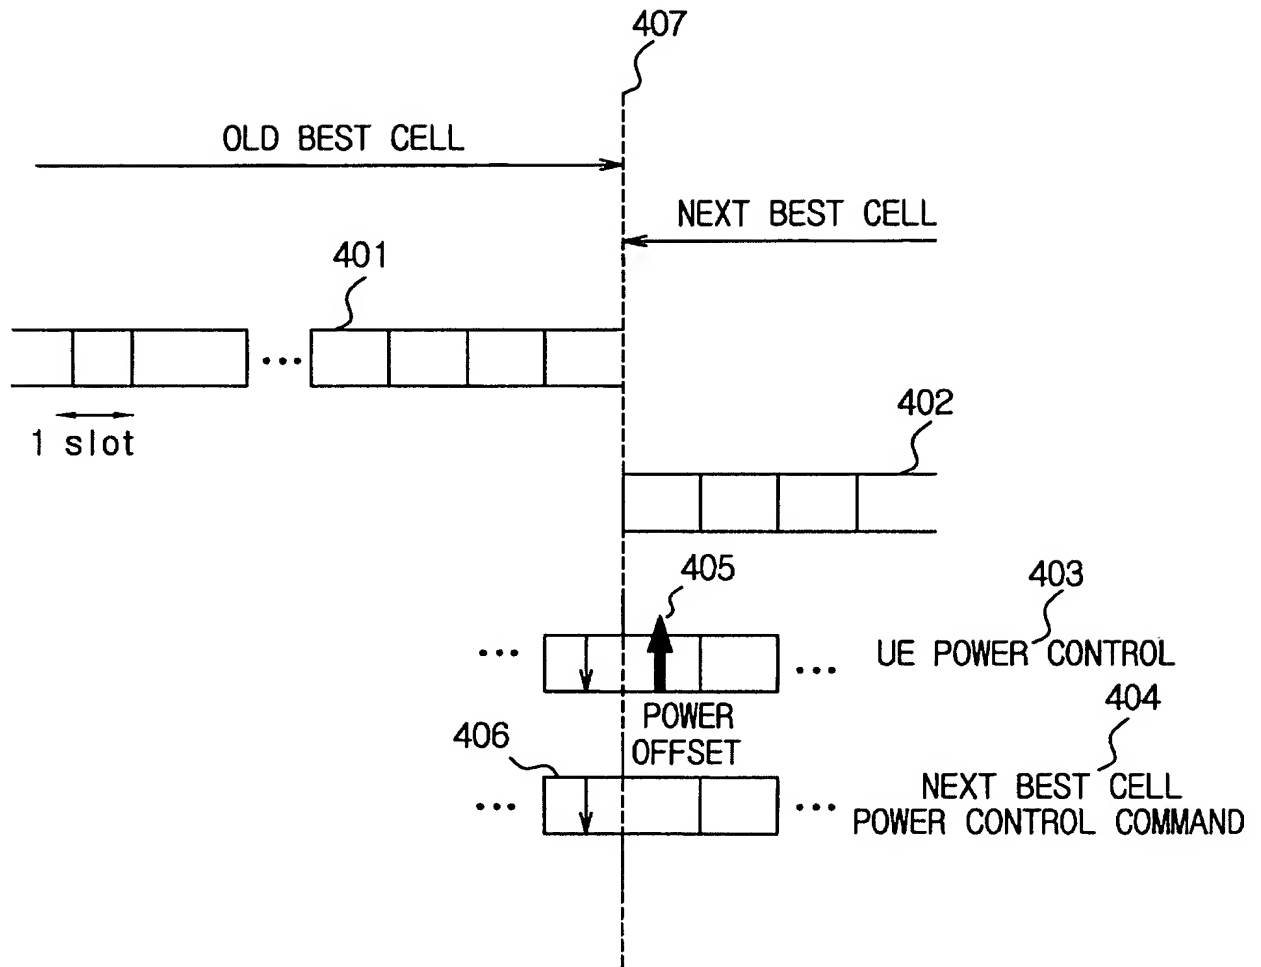 407
OLD BEST CELL
NEXT BEST CELL
401
...
1 slot
402
405
403
... UE POWER CONTROL
...
POWER
OFFSET
404
406
... ... NEXT BEST CELL
POWER CONTROL COMMAND